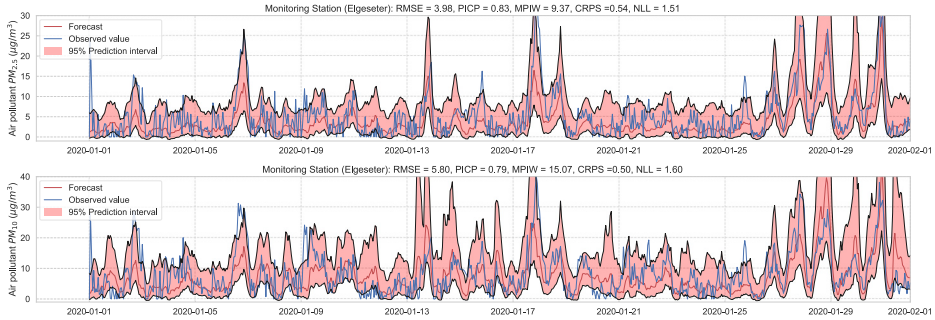 Monitoring Station (Elgeseter): RMSE = 3.98, PICP = 0.83, MPIW = 9.37, CRPS =0.54, NLL = 1.51
30
25
20
15
10
5
0
Air pollutant PM2.5 (μg/m³)
Forecast
Observed value
95% Prediction interval
2020-01-01 2020-01-05 2020-01-09 2020-01-13 2020-01-17 2020-01-21 2020-01-25 2020-01-29 2020-02-01
Monitoring Station (Elgeseter): RMSE = 5.80, PICP = 0.79, MPIW = 15.07, CRPS =0.50, NLL = 1.60
40
30
20
10
0
Air pollutant PM10 (μg/m³)
Forecast
Observed value
95% Prediction interval
2020-01-01 2020-01-05 2020-01-09 2020-01-13 2020-01-17 2020-01-21 2020-01-25 2020-01-29 2020-02-01